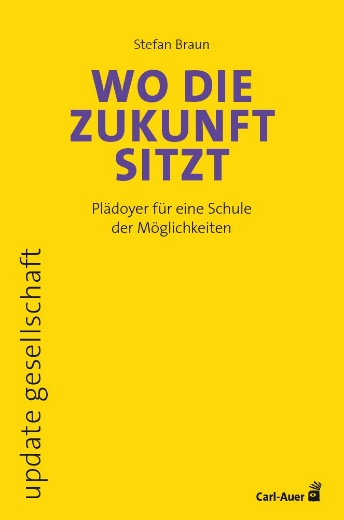 Stefan Braun
WO DIE
ZUKUNFT
SITZT
Plädoyer für eine Schule
der Möglichkeiten
update gesellschaft
Carl-Auer